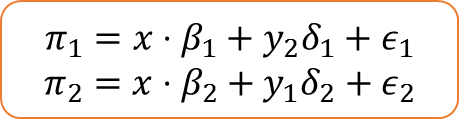 π₁ = x · β₁ + y₂δ₁ + ϵ₁
π₂ = x · β₂ + y₁δ₂ + ϵ₂